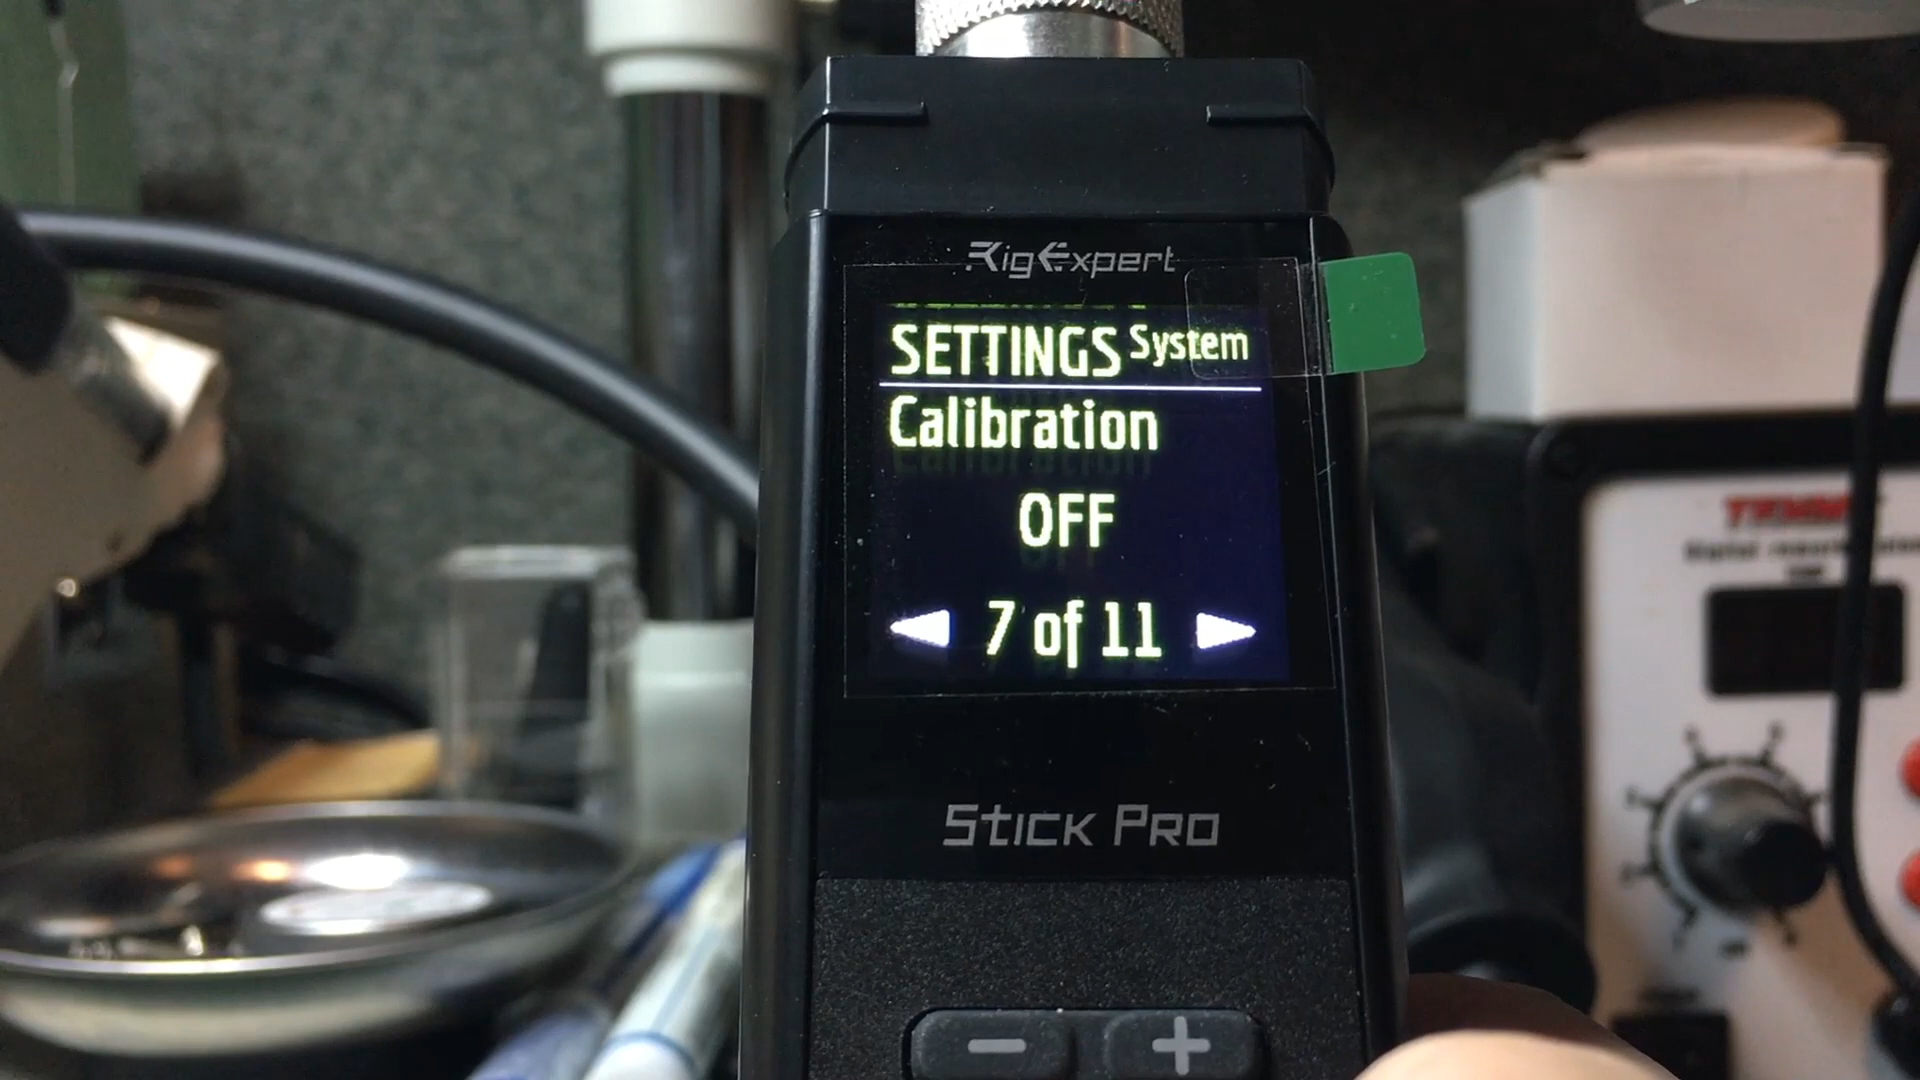 RigExpert
SETTINGS System
Calibration
OFF
7 of 11
Stick Pro
− +